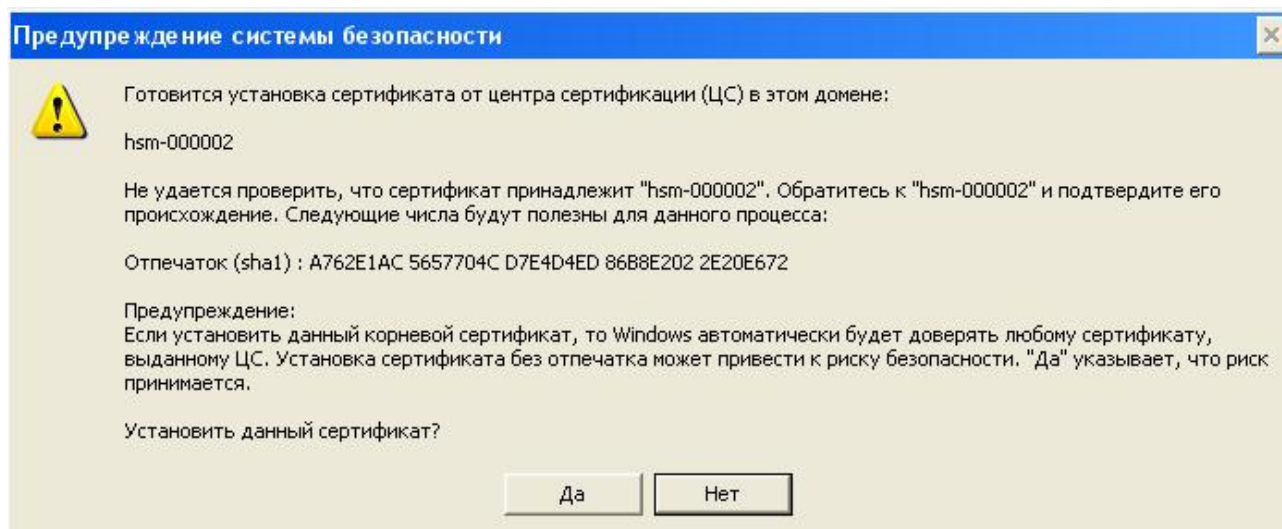 Предупреждение системы безопасности
Готовится установка сертификата от центра сертификации (ЦС) в этом домене:
hsm-000002
Не удается проверить, что сертификат принадлежит "hsm-000002". Обратитесь к "hsm-000002" и подтвердите его
происхождение. Следующие числа будут полезны для данного процесса:
Отпечаток (sha1) : A762E1AC 5657704C D7E4D4ED 86B8E202 2E20E672
Предупреждение:
Если установить данный корневой сертификат, то Windows автоматически будет доверять любому сертификату,
выданному ЦС. Установка сертификата без отпечатка может привести к риску безопасности. "Да" указывает, что риск
принимается.
Установить данный сертификат?
Да
Нет